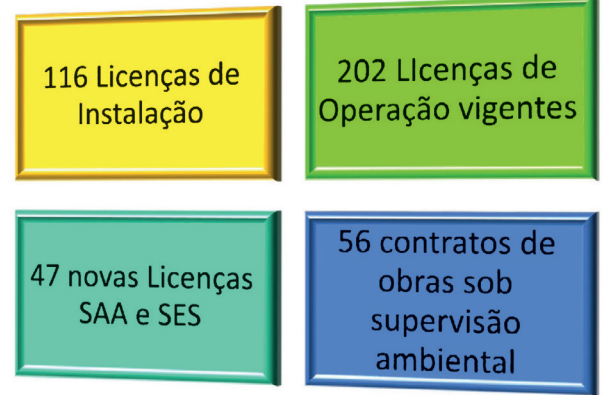 116 Licenças de
Instalação
202 LIcenças de
Operação vigentes
47 novas Licenças
SAA e SES
56 contratos de
obras sob
supervisão
ambiental